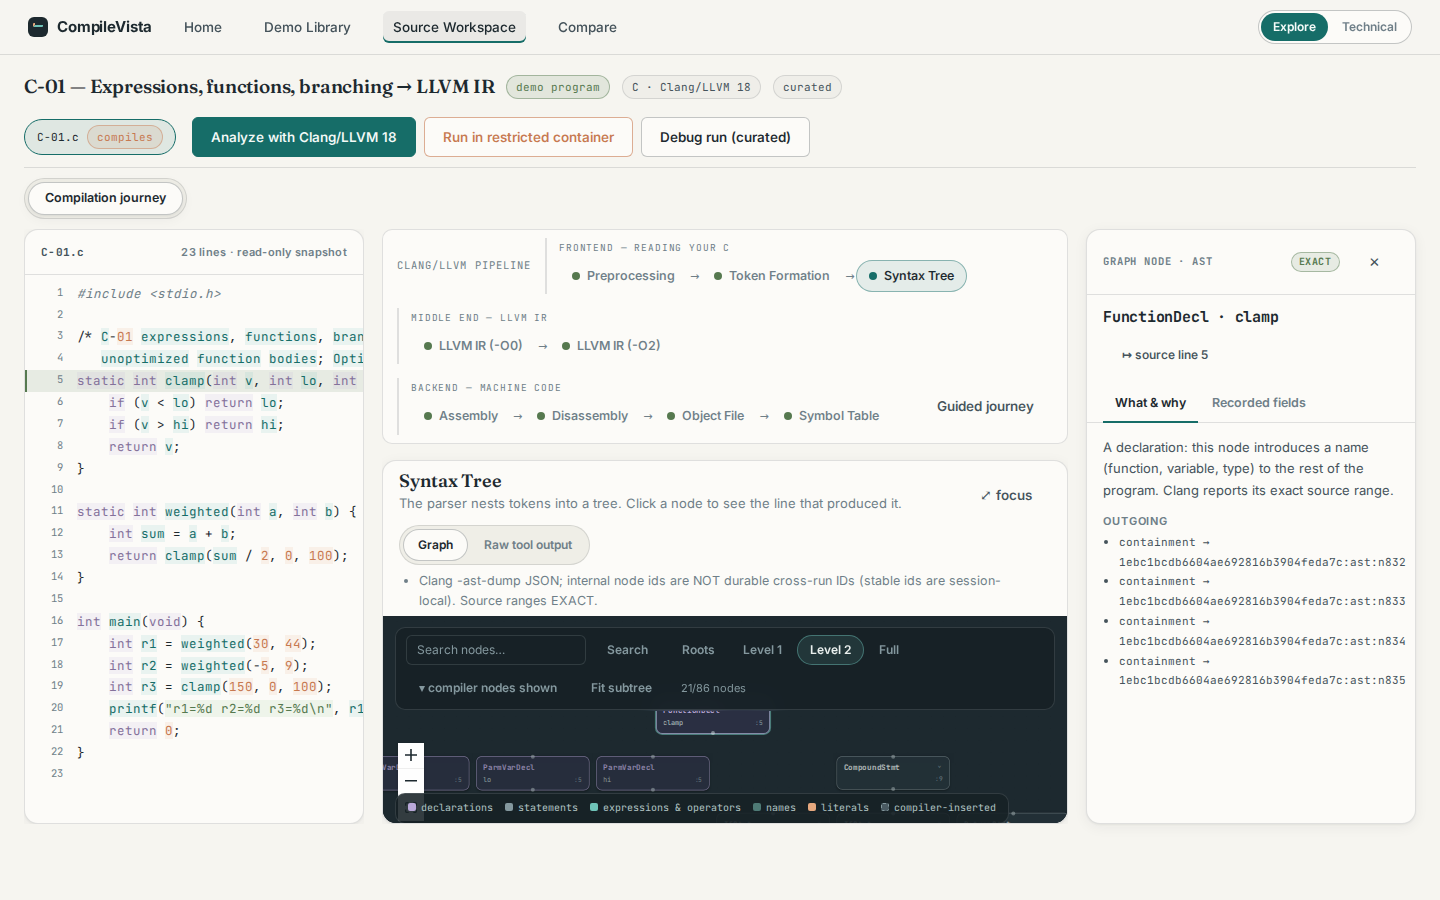 CompileVista Home Demo Library Source Workspace Compare Explore Technical
C-01 — Expressions, functions, branching → LLVM IR demo program C · Clang/LLVM 18 curated
C-01.c compiles Analyze with Clang/LLVM 18 Run in restricted container Debug run (curated)
Compilation journey
C-01.c 23 lines · read-only snapshot
1 #include <stdio.h>
2
3 /* C-01 expressions, functions, bran
4 unoptimized function bodies; Opti
5 static int clamp(int v, int lo, int
6 if (v < lo) return lo;
7 if (v > hi) return hi;
8 return v;
9 }
10
11 static int weighted(int a, int b) {
12 int sum = a + b;
13 return clamp(sum / 2, 0, 100);
14 }
15
16 int main(void) {
17 int r1 = weighted(30, 44);
18 int r2 = weighted(-5, 9);
19 int r3 = clamp(150, 0, 100);
20 printf("r1=%d r2=%d r3=%d\n", r1
21 return 0;
22 }
23
CLANG/LLVM PIPELINE
FRONTEND — READING YOUR C
Preprocessing → Token Formation → Syntax Tree
MIDDLE END — LLVM IR
LLVM IR (-O0) → LLVM IR (-O2)
BACKEND — MACHINE CODE
Assembly → Disassembly → Object File → Symbol Table
Guided journey
Syntax Tree
The parser nests tokens into a tree. Click a node to see the line that produced it.
⤢ focus
Graph Raw tool output
• Clang -ast-dump JSON; internal node ids are NOT durable cross-run IDs (stable ids are session-
local). Source ranges EXACT.
Search nodes... Search Roots Level 1 Level 2 Full
▾ compiler nodes shown Fit subtree 21/86 nodes
FunctionDecl
clamp :5
+
−
ParmVarDecl ParmVarDecl CompoundStmt
:5 lo :5 hi :5 :9
declarations statements expressions & operators names literals compiler-inserted
GRAPH NODE · AST EXACT ✕
FunctionDecl · clamp
↦ source line 5
What & why Recorded fields
A declaration: this node introduces a name
(function, variable, type) to the rest of the
program. Clang reports its exact source range.
OUTGOING
• containment →
1ebc1bcdb6604ae692816b3904feda7c:ast:n832
• containment →
1ebc1bcdb6604ae692816b3904feda7c:ast:n833
• containment →
1ebc1bcdb6604ae692816b3904feda7c:ast:n834
• containment →
1ebc1bcdb6604ae692816b3904feda7c:ast:n835